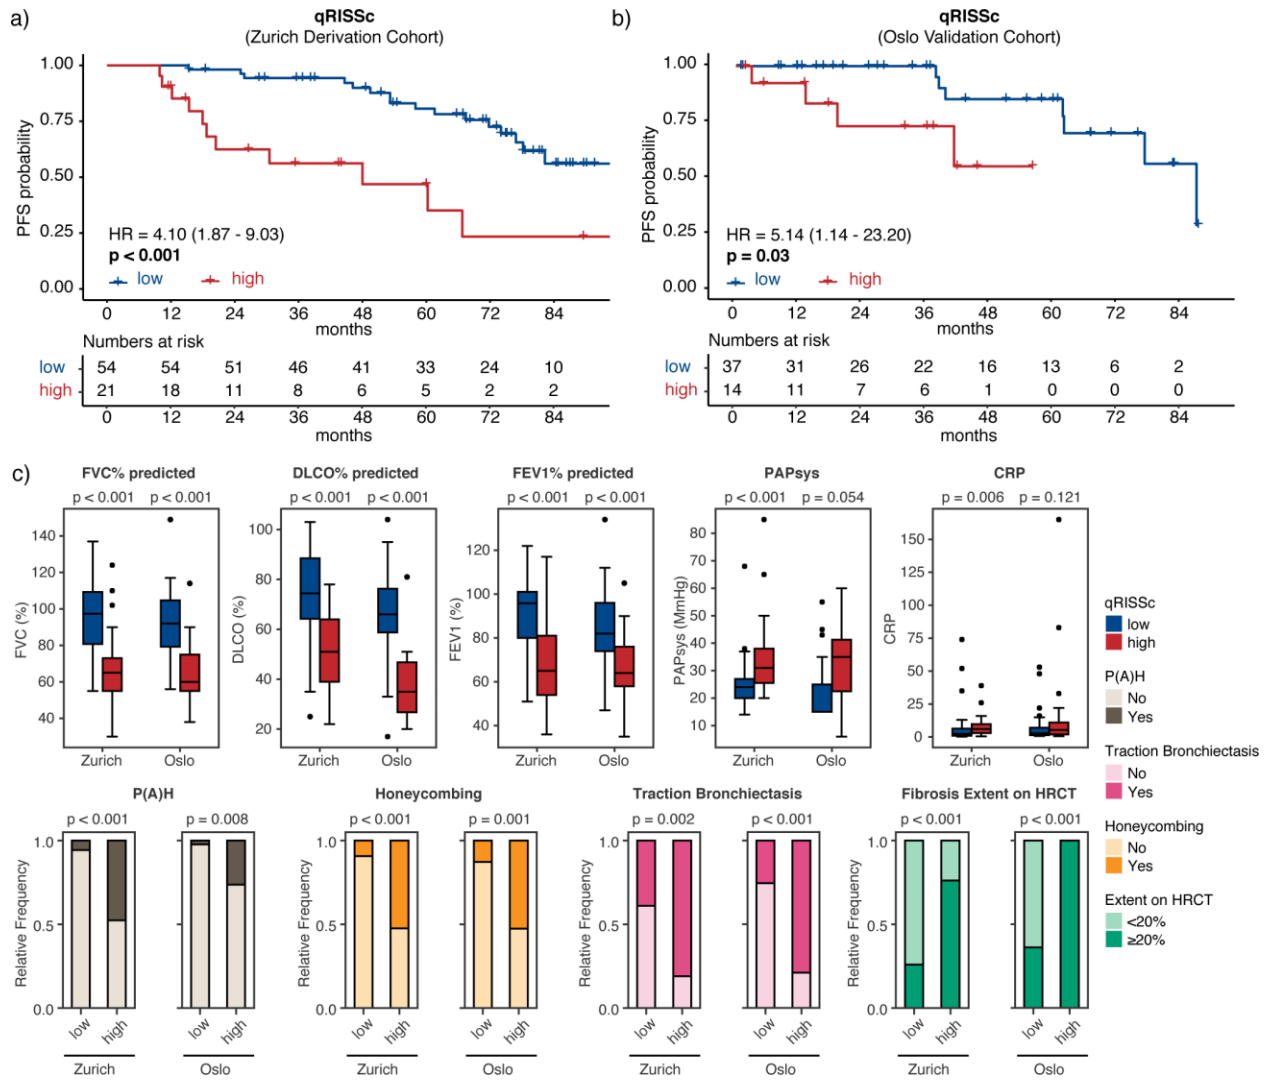 a)
qRISSc
(Zurich Derivation Cohort)
PFS probability
1.00
0.75
0.50
0.25
0.00
HR = 4.10 (1.87 - 9.03)
p < 0.001
low high
0 12 24 36 48 60 72 84
months
Numbers at risk
low 54 54 51 46 41 33 24 10
high 21 18 11 8 6 5 2 2
0 12 24 36 48 60 72 84
months
b)
qRISSc
(Oslo Validation Cohort)
PFS probability
1.00
0.75
0.50
0.25
0.00
HR = 5.14 (1.14 - 23.20)
p = 0.03
low high
0 12 24 36 48 60 72 84
months
Numbers at risk
low 37 31 26 22 16 13 6 2
high 14 11 7 6 1 0 0 0
0 12 24 36 48 60 72 84
months
c)
FVC% predicted
p < 0.001 p < 0.001
FVC (%)
140
120
100
80
60
40
Zurich Oslo
DLCO% predicted
p < 0.001 p < 0.001
DLCO (%)
100
80
60
40
20
Zurich Oslo
FEV1% predicted
p < 0.001 p < 0.001
FEV1 (%)
120
100
80
60
40
Zurich Oslo
PAPsys
p < 0.001 p = 0.054
PAPsys (MmHg)
80
70
60
50
40
30
20
10
Zurich Oslo
CRP
p = 0.006 p = 0.121
CRP
150
125
100
75
50
25
0
Zurich Oslo
qRISSc
low
high
P(A)H
No
Yes
Traction Bronchiectasis
No
Yes
Honeycombing
No
Yes
Extent on HRCT
<20%
≥20%
P(A)H
p < 0.001 p = 0.008
Relative Frequency
1.0
0.5
0.0
low high low high
Zurich Oslo
Honeycombing
p < 0.001 p = 0.001
Relative Frequency
1.0
0.5
0.0
low high low high
Zurich Oslo
Traction Bronchiectasis
p = 0.002 p < 0.001
Relative Frequency
1.0
0.5
0.0
low high low high
Zurich Oslo
Fibrosis Extent on HRCT
p < 0.001 p < 0.001
Relative Frequency
1.0
0.5
0.0
low high low high
Zurich Oslo